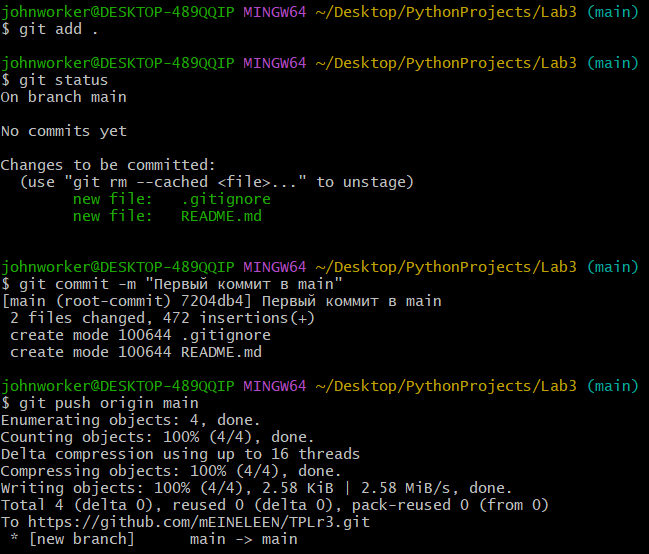 johnworker@DESKTOP-489QQIP MINGW64 ~/Desktop/PythonProjects/Lab3 (main)
$ git add .

johnworker@DESKTOP-489QQIP MINGW64 ~/Desktop/PythonProjects/Lab3 (main)
$ git status
On branch main

No commits yet

Changes to be committed:
  (use "git rm --cached <file>..." to unstage)
        new file:   .gitignore
        new file:   README.md


johnworker@DESKTOP-489QQIP MINGW64 ~/Desktop/PythonProjects/Lab3 (main)
$ git commit -m "Первый коммит в main"
[main (root-commit) 7204db4] Первый коммит в main
 2 files changed, 472 insertions(+)
 create mode 100644 .gitignore
 create mode 100644 README.md

johnworker@DESKTOP-489QQIP MINGW64 ~/Desktop/PythonProjects/Lab3 (main)
$ git push origin main
Enumerating objects: 4, done.
Counting objects: 100% (4/4), done.
Delta compression using up to 16 threads
Compressing objects: 100% (4/4), done.
Writing objects: 100% (4/4), 2.58 KiB | 2.58 MiB/s, done.
Total 4 (delta 0), reused 0 (delta 0), pack-reused 0 (from 0)
To https://github.com/mEINELEEN/TPLr3.git
 * [new branch]      main -> main